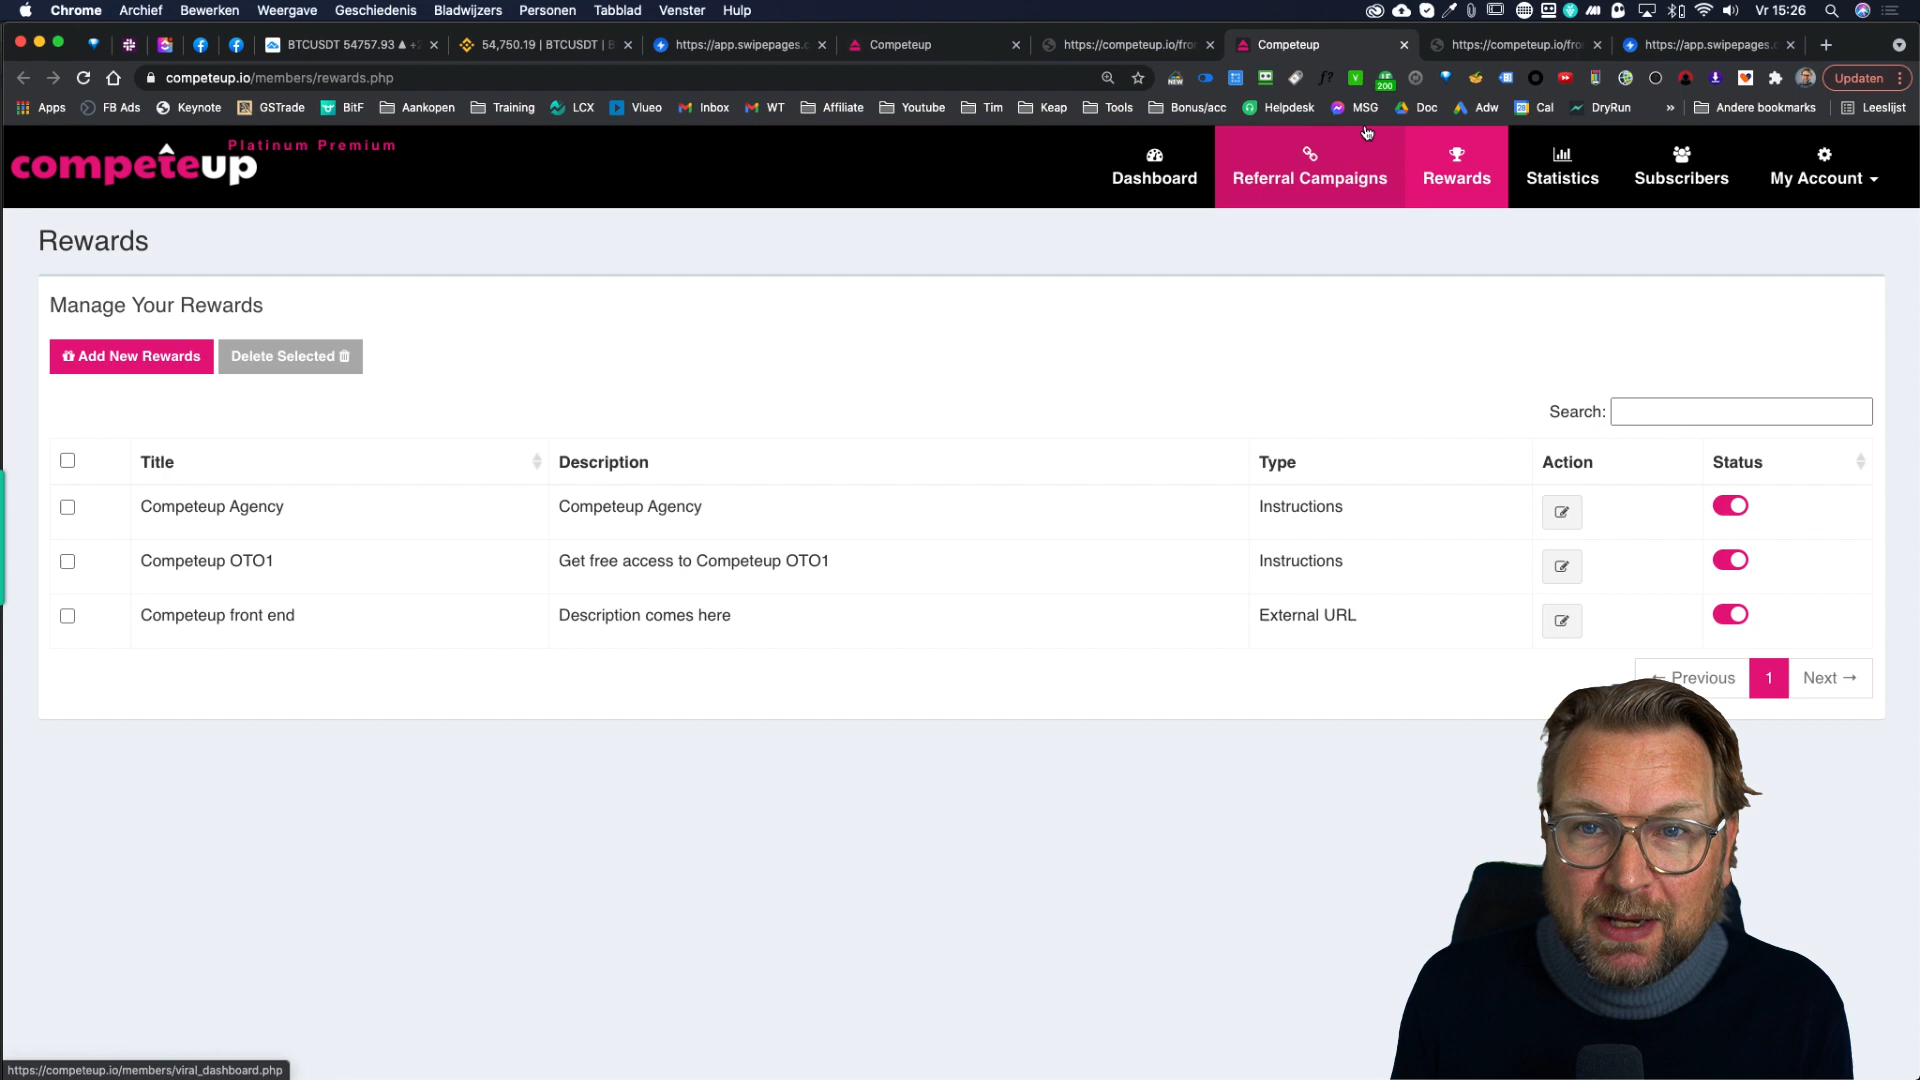 Chrome Archief Bewerken Weergave Geschiedenis Bladwijzers Personen Tabblad Venster Hulp Vr 15:26
BTCUSDT 54757.93 ▲ 54,750.19 | BTCUSDT | https://app.swipepages. Competeup https://competeup.io/fro Competeup https://competeup.io/fro https://app.swipepages.
competeup.io/members/rewards.php NEW 200 Updaten
Apps FB Ads Keynote GSTrade BitF Aankopen Training LCX Vlueo Inbox WT Affiliate Youtube Tim Keap Tools Bonus/acc Helpdesk MSG Doc Adw Cal DryRun » Andere bookmarks Leeslijst
Platinum Premium
competeup
Dashboard Referral Campaigns Rewards Statistics Subscribers My Account
Rewards
Manage Your Rewards
Add New Rewards Delete Selected
Search:
Title Description Type Action Status
Competeup Agency Competeup Agency Instructions
Competeup OTO1 Get free access to Competeup OTO1 Instructions
Competeup front end Description comes here External URL
← Previous 1 Next →
https://competeup.io/members/viral_dashboard.php